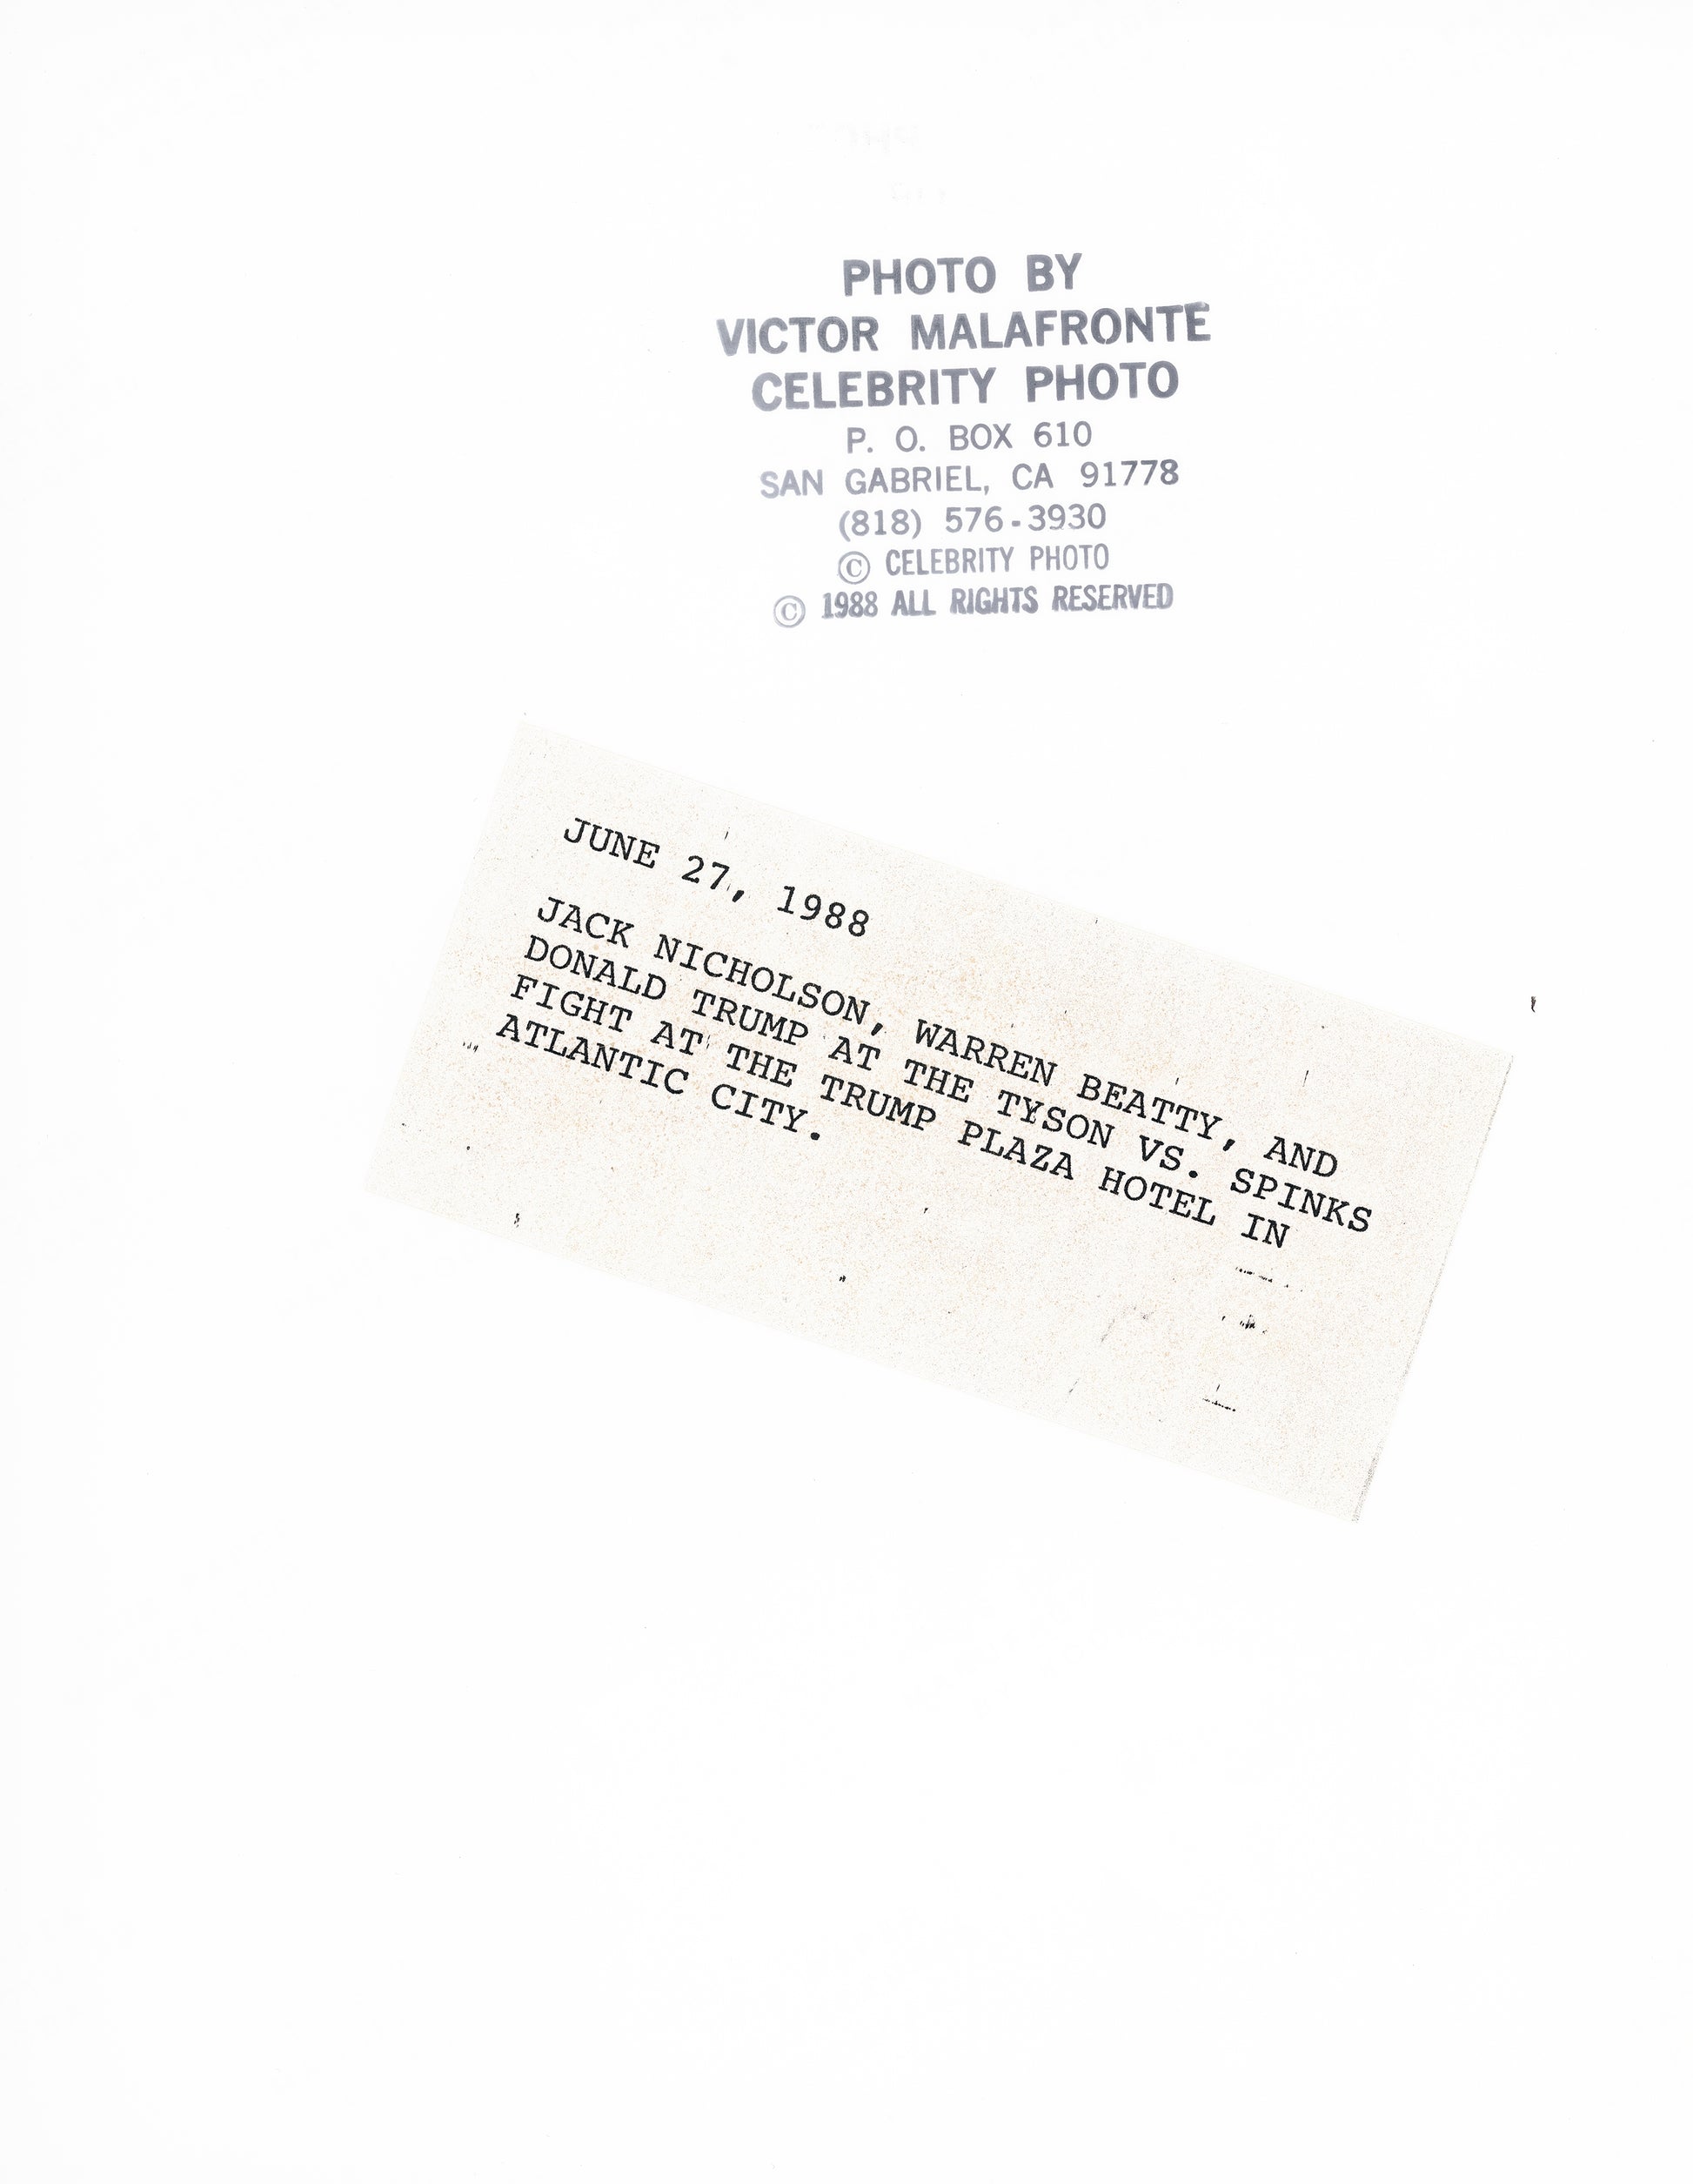 PHOTO BY
VICTOR MALAFRONTE
CELEBRITY PHOTO
P. O. BOX 610
SAN GABRIEL, CA 91778
(818) 576-3930
© CELEBRITY PHOTO
© 1988 ALL RIGHTS RESERVED
JUNE 27, 1988
JACK NICHOLSON, WARREN BEATTY, AND
DONALD TRUMP AT THE TYSON VS. SPINKS
FIGHT AT THE TRUMP PLAZA HOTEL IN
ATLANTIC CITY.